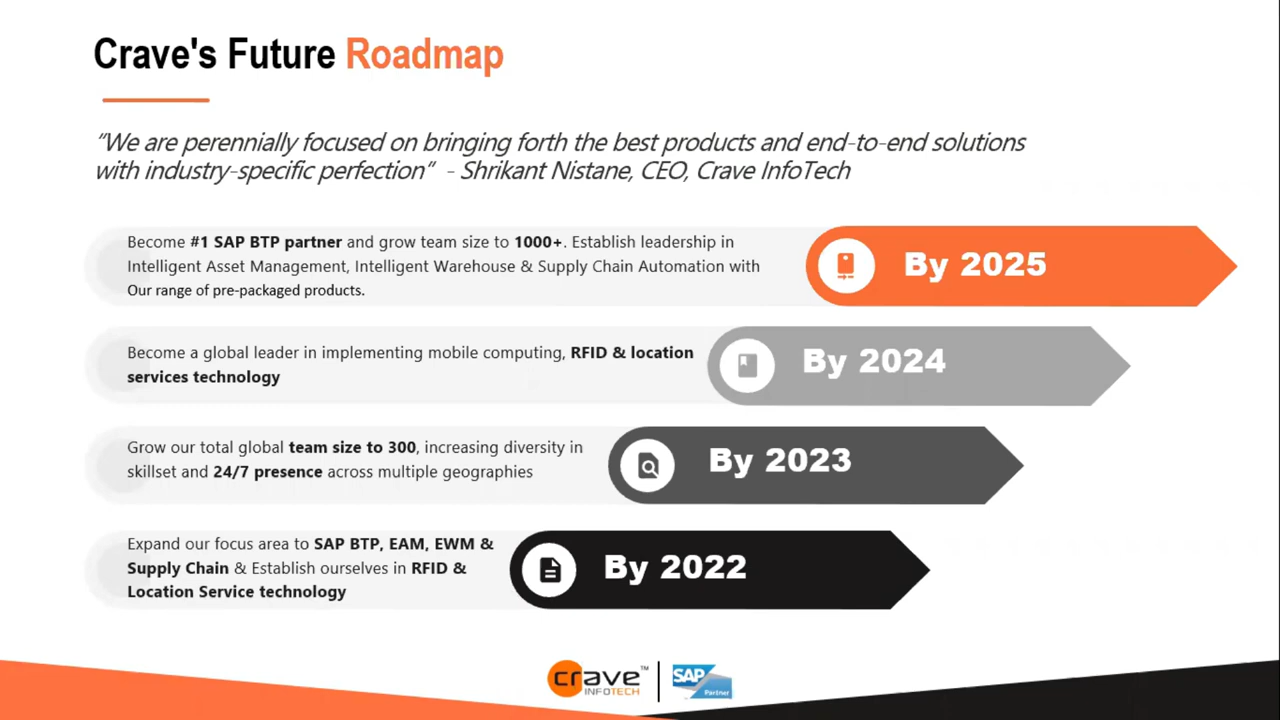 Crave's Future Roadmap
“We are perennially focused on bringing forth the best products and end-to-end solutions
with industry-specific perfection” - Shrikant Nistane, CEO, Crave InfoTech
Become #1 SAP BTP partner and grow team size to 1000+. Establish leadership in
Intelligent Asset Management, Intelligent Warehouse & Supply Chain Automation with
Our range of pre-packaged products.
By 2025
Become a global leader in implementing mobile computing, RFID & location
services technology
By 2024
Grow our total global team size to 300, increasing diversity in
skillset and 24/7 presence across multiple geographies
By 2023
Expand our focus area to SAP BTP, EAM, EWM &
Supply Chain & Establish ourselves in RFID &
Location Service technology
By 2022
crave™
INFOTECH
SAP
Partner